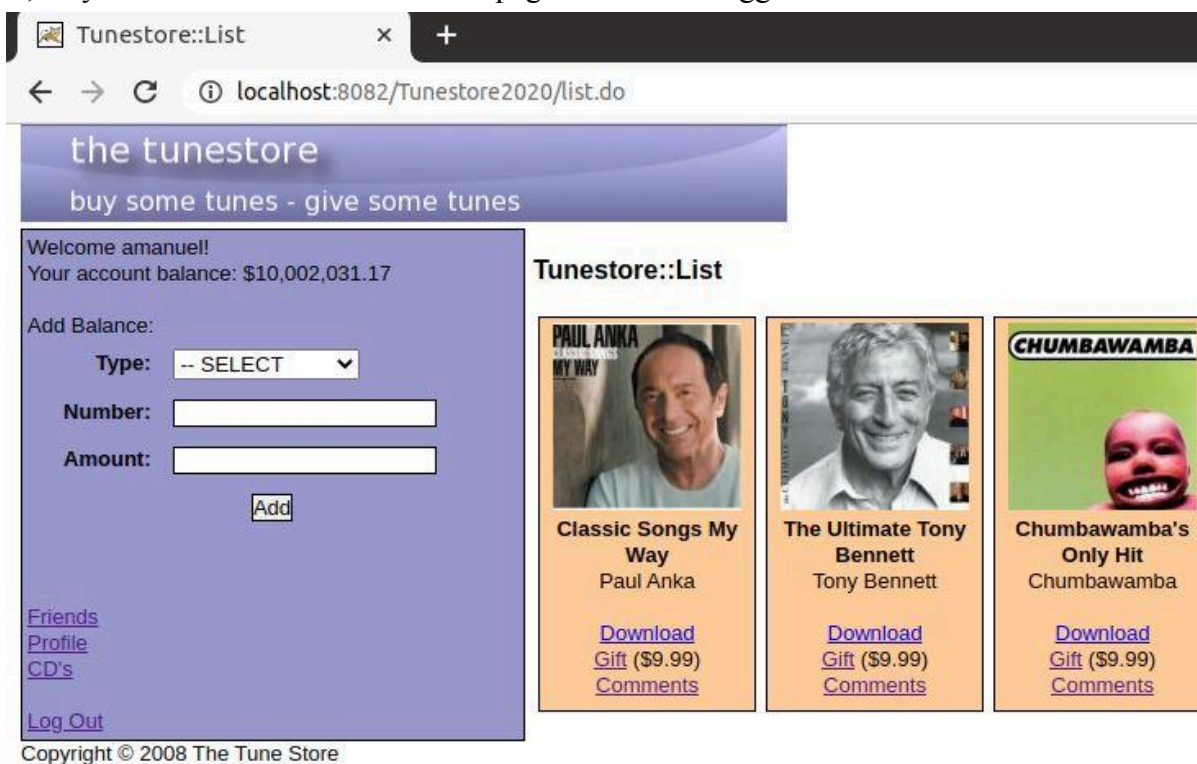 Tunestore::List
localhost:8082/Tunestore2020/list.do
the tunestore
buy some tunes - give some tunes
Welcome amanuel!
Your account balance: $10,002,031.17
Add Balance:
Type: -- SELECT
Number:
Amount:
Add
Friends
Profile
CD's
Log Out
Tunestore::List
PAUL ANKA
CLASSIC SONGS
MY WAY
Classic Songs My
Way
Paul Anka
Download
Gift ($9.99)
Comments
The Ultimate Tony
Bennett
Tony Bennett
Download
Gift ($9.99)
Comments
CHUMBAWAMBA
Chumbawamba's
Only Hit
Chumbawamba
Download
Gift ($9.99)
Comments
Copyright © 2008 The Tune Store